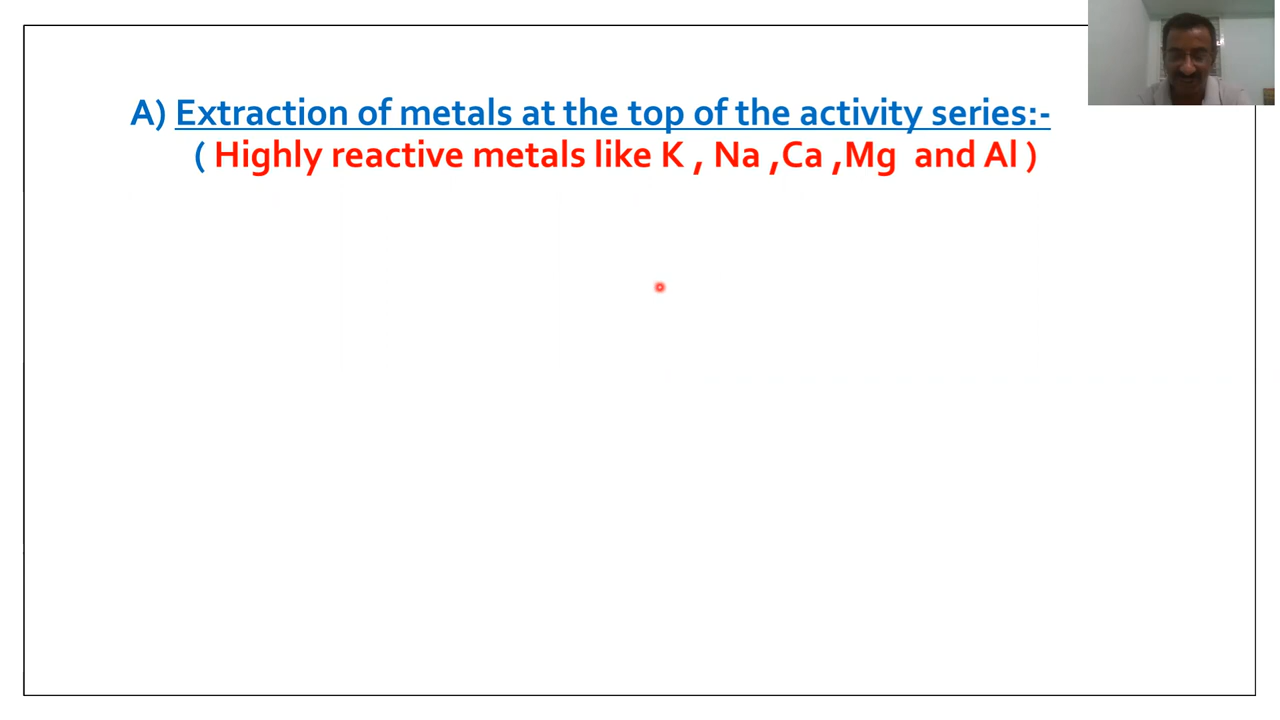 A) Extraction of metals at the top of the activity series:-
( Highly reactive metals like K , Na ,Ca ,Mg  and Al )